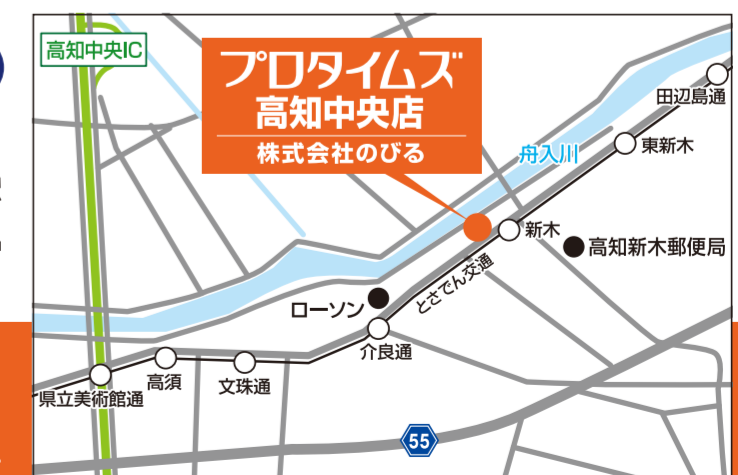 高知中央IC
プロタイムズ
高知中央店
株式会社のびる
田辺島通
東新木
舟入川
新木
高知新木郵便局
とさでん交通
ローソン
介良通
高須
文珠通
県立美術館通
55